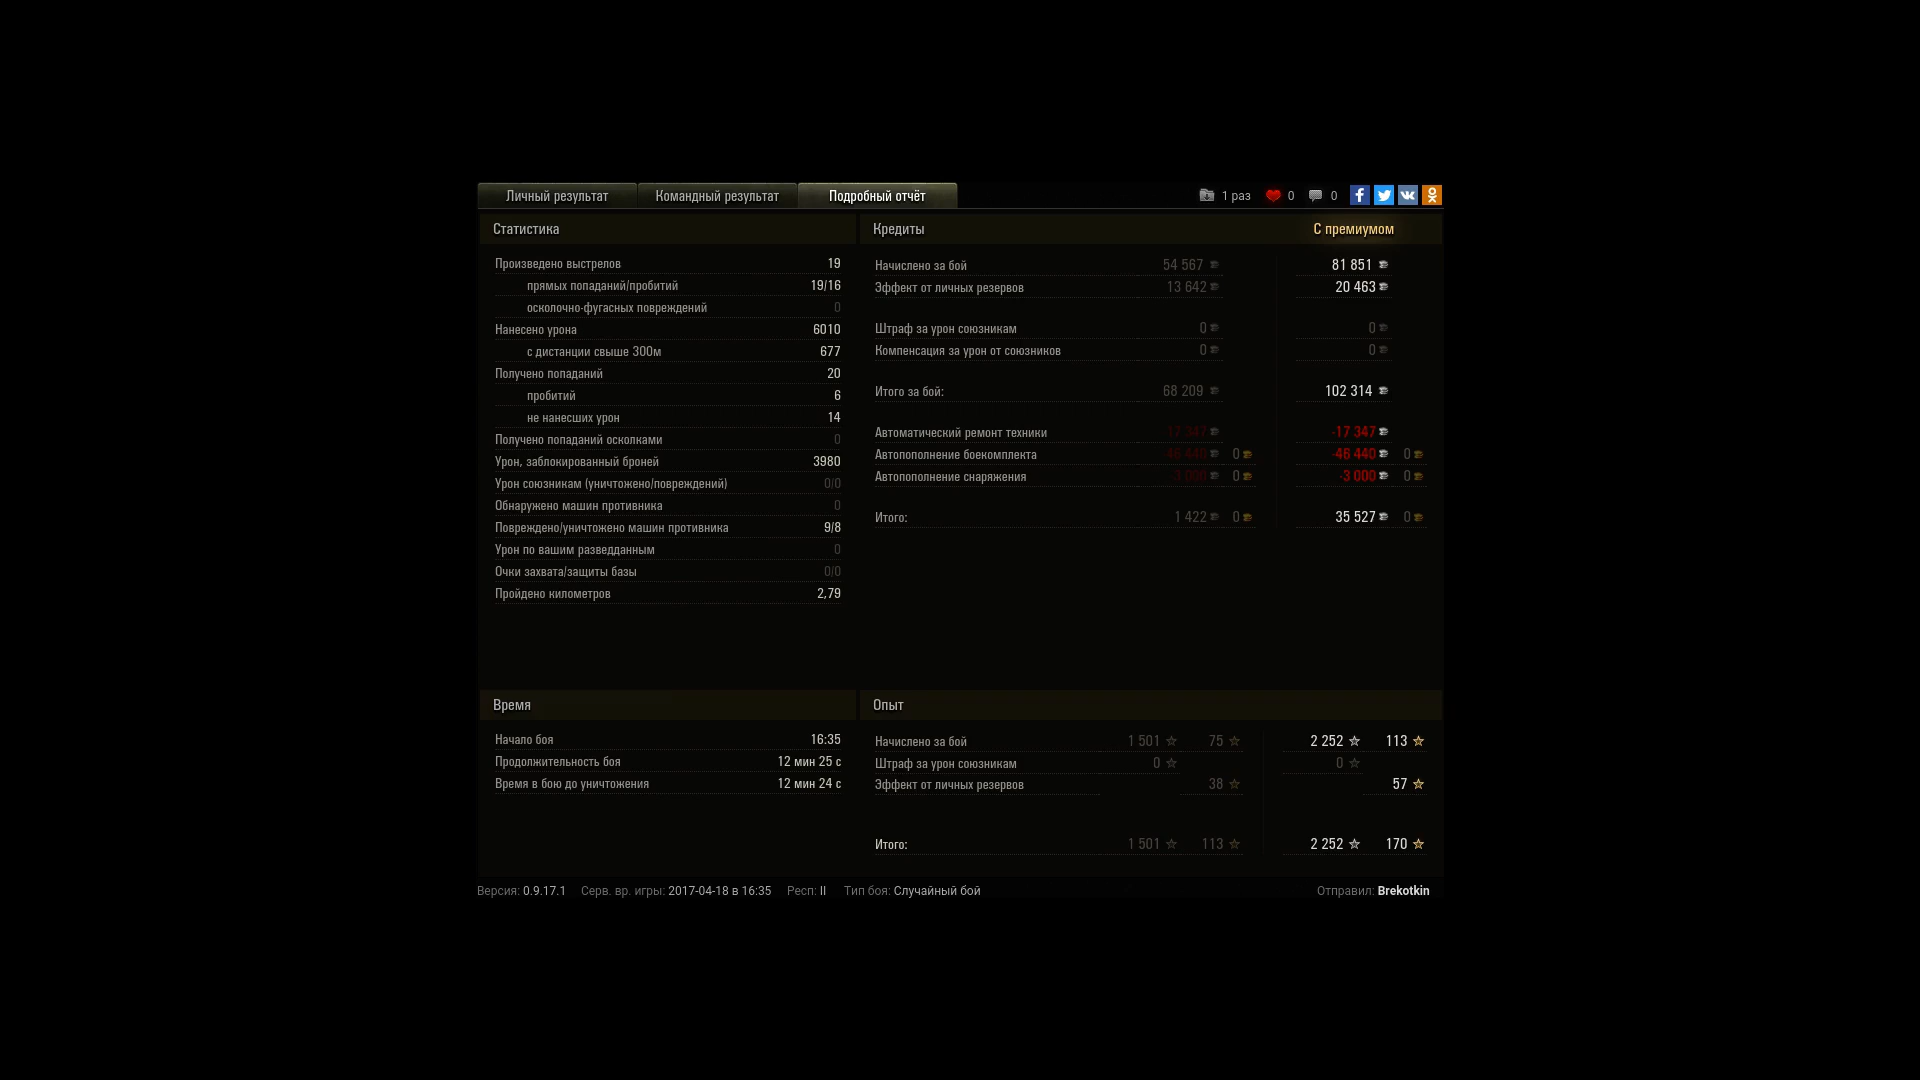 Личный результат Командный результат Подробный отчёт 1 раз 0 0
Статистика
Произведено выстрелов 19
прямых попаданий/пробитий 19/16
осколочно-фугасных повреждений 0
Нанесено урона 6010
с дистанции свыше 300м 677
Получено попаданий 20
пробитий 6
не нанесших урон 14
Получено попаданий осколками 0
Урон, заблокированный броней 3980
Урон союзникам (уничтожено/повреждений) 0/0
Обнаружено машин противника 0
Повреждено/уничтожено машин противника 9/8
Урон по вашим разведданным 0
Очки захвата/защиты базы 0/0
Пройдено километров 2,79
Кредиты С премиумом
Начислено за бой 54 567 81 851
Эффект от личных резервов 13 642 20 463
Штраф за урон союзникам 0 0
Компенсация за урон от союзников 0 0
Итого за бой: 68 209 102 314
Автоматический ремонт техники -17 347 -17 347
Автопополнение боекомплекта 0 -46 440 0
Автопополнение снаряжения -3 000 0 -3 000 0
Итого: 1 422 0 35 527 0
Время
Начало боя 16:35
Продолжительность боя 12 мин 25 с
Время в бою до уничтожения 12 мин 24 с
Опыт
Начислено за бой 1 501 75 2 252 113
Штраф за урон союзникам 0 0
Эффект от личных резервов 38 57
Итого: 1 501 113 2 252 170
Версия: 0.9.17.1 Серв. вр. игры: 2017-04-18 в 16:35 Респ: II Тип боя: Случайный бой Отправил: Brekotkin